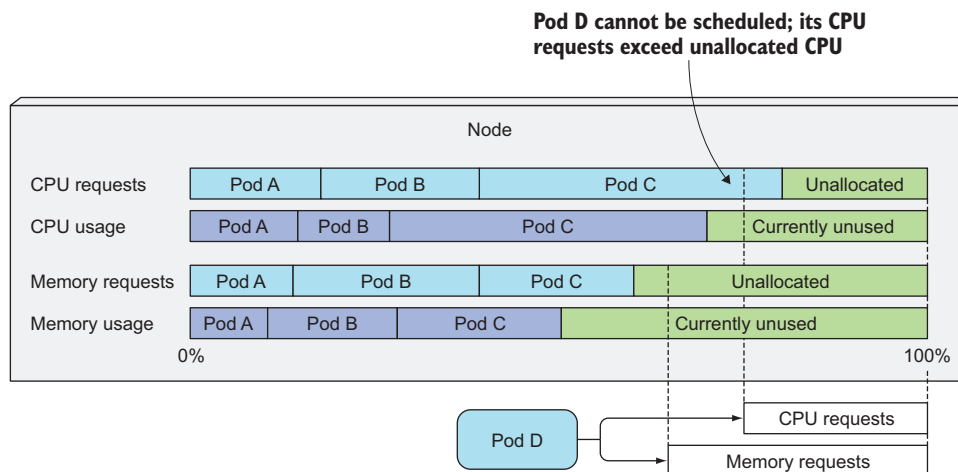 Pod D cannot be scheduled; its CPU
requests exceed unallocated CPU
Node
CPU requests Pod A Pod B Pod C Unallocated
CPU usage Pod A Pod B Pod C Currently unused
Memory requests Pod A Pod B Pod C Unallocated
Memory usage Pod A Pod B Pod C Currently unused
0% 100%
CPU requests
Pod D
Memory requests